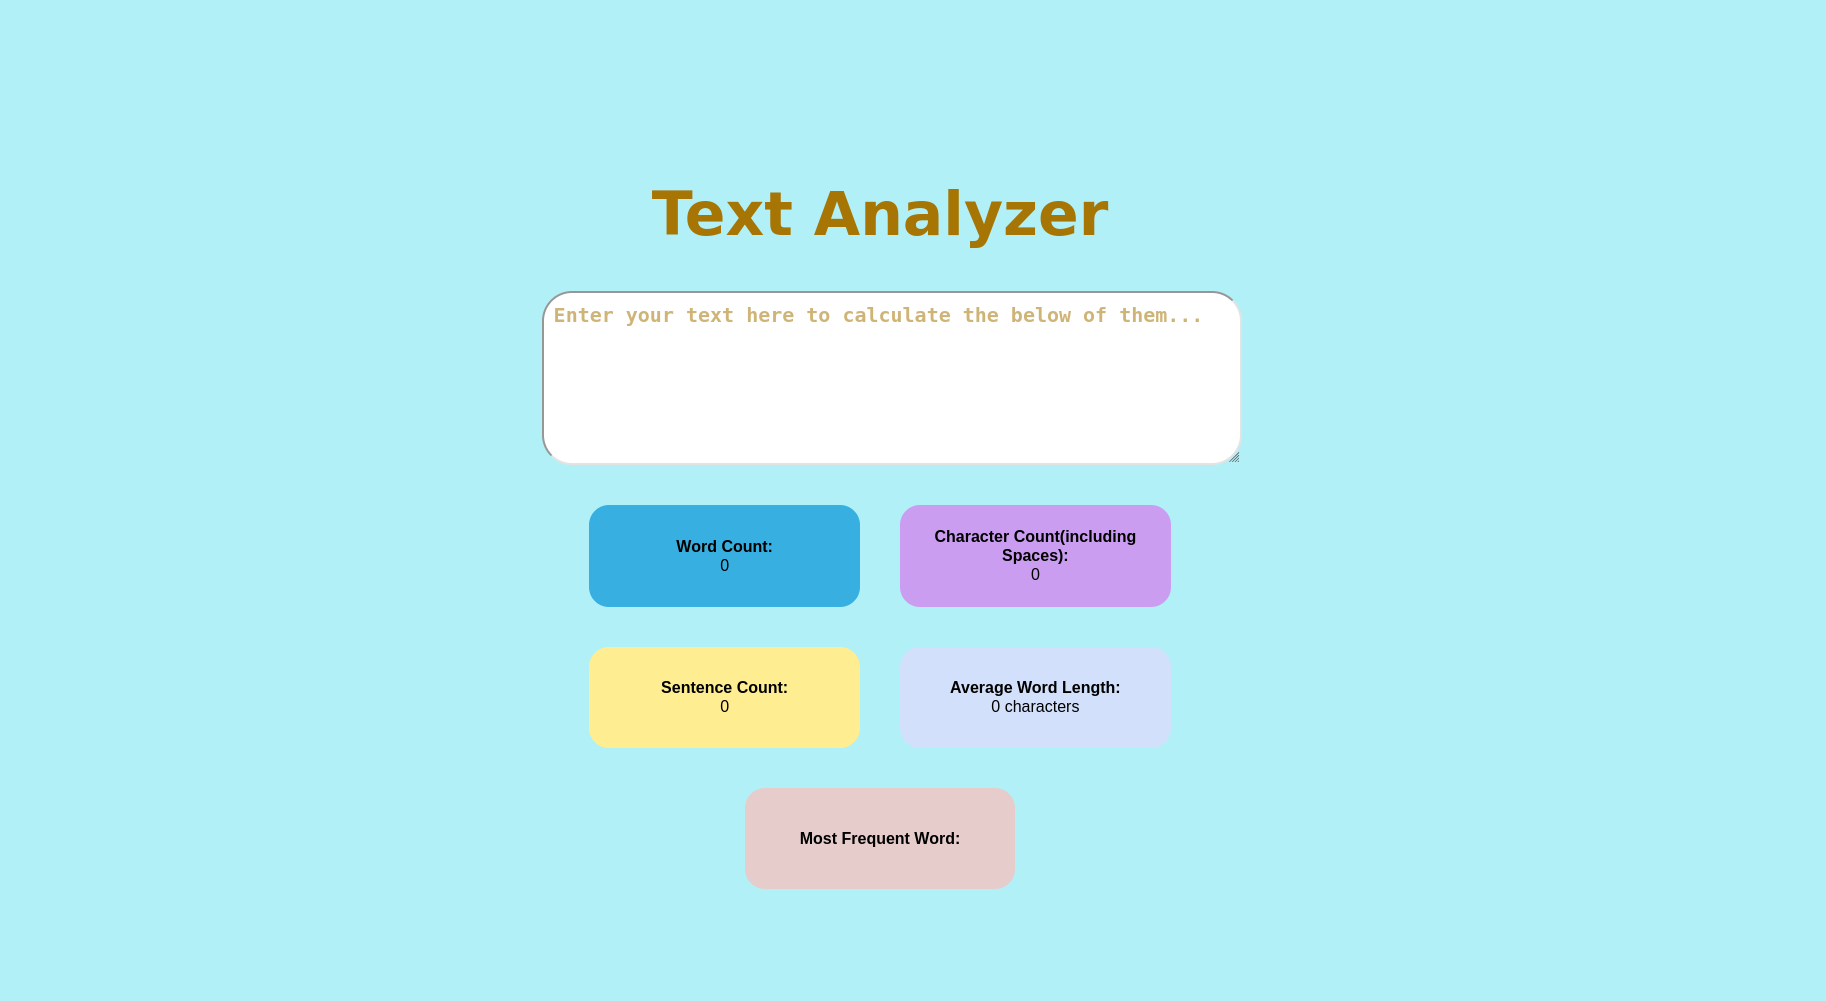 Text Analyzer
Enter your text here to calculate the below of them...
Word Count:
0
Character Count(including
Spaces):
0
Sentence Count:
0
Average Word Length:
0 characters
Most Frequent Word: